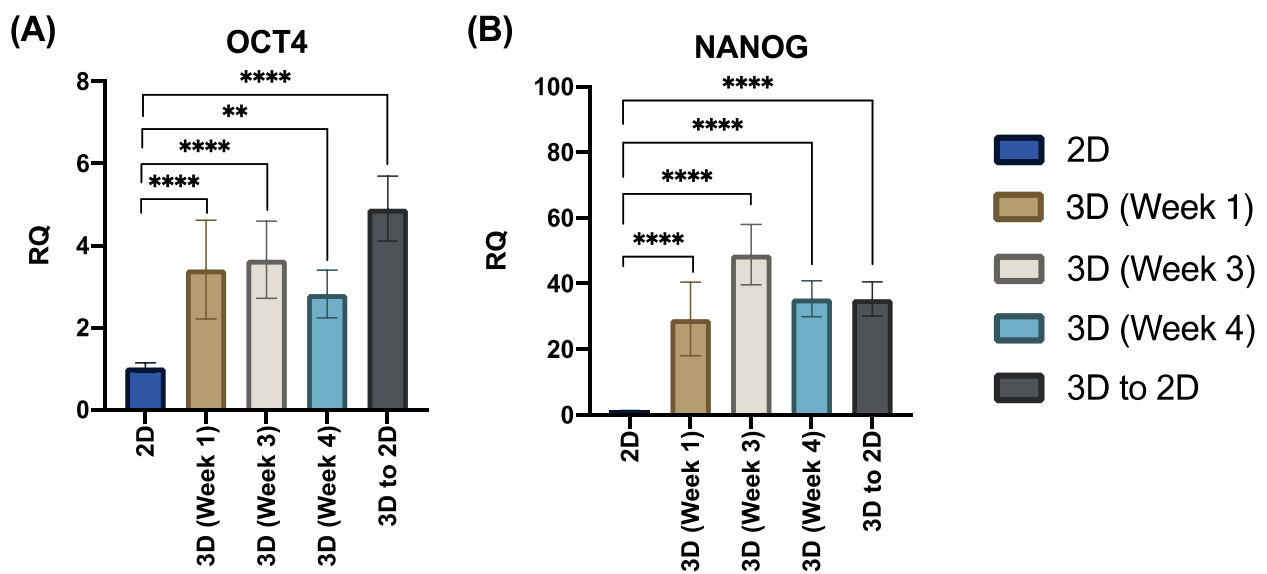 (A)
OCT4
8
6
4
2
0
RQ
****
**
****
****
2D
3D (Week 1)
3D (Week 3)
3D (Week 4)
3D to 2D
(B)
NANOG
100
80
60
40
20
0
RQ
****
****
****
****
2D
3D (Week 1)
3D (Week 3)
3D (Week 4)
3D to 2D
2D
3D (Week 1)
3D (Week 3)
3D (Week 4)
3D to 2D